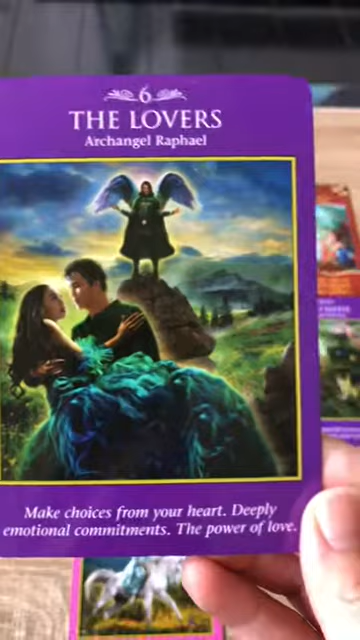 6
THE LOVERS
Archangel Raphael
Make choices from your heart. Deeply
emotional commitments. The power of love.